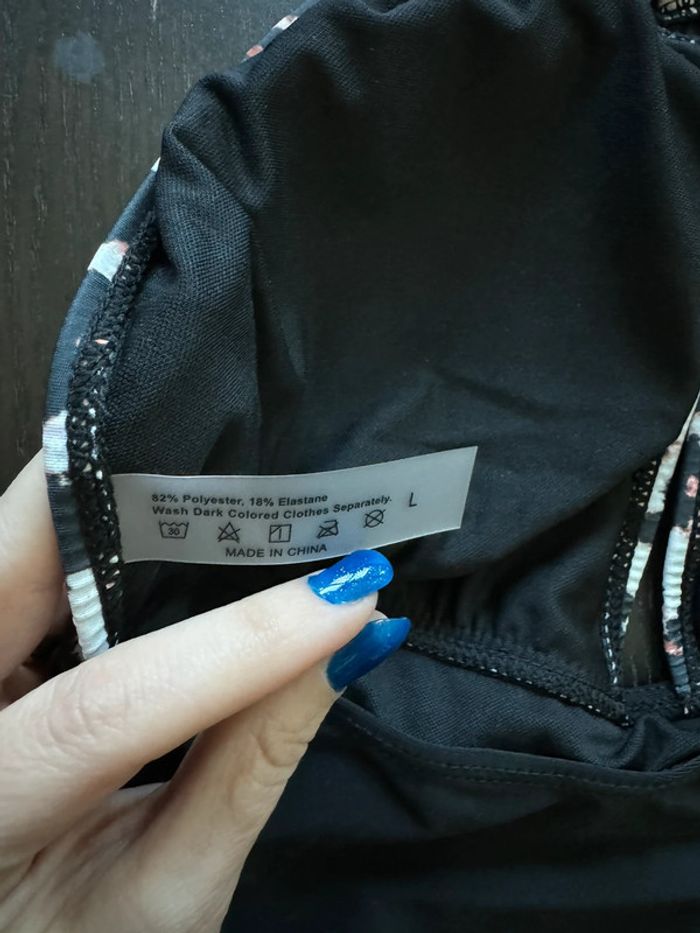 82% Polyester, 18% Elastane
Wash Dark Colored Clothes Separately. L
30
MADE IN CHINA